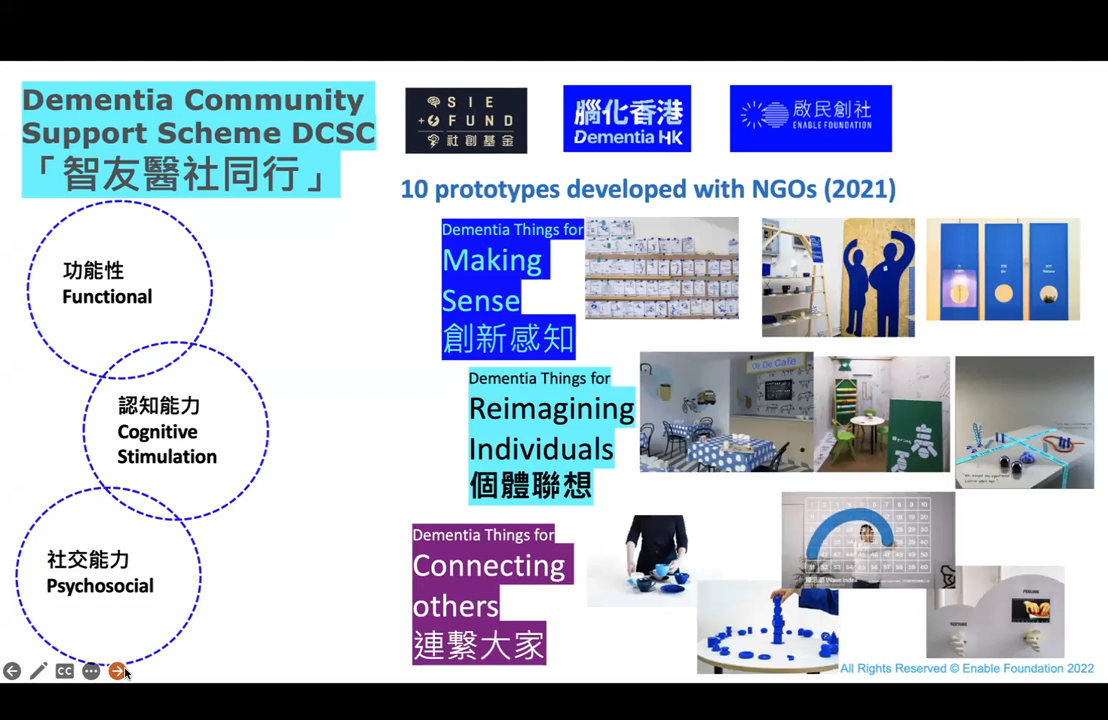 Dementia Community
Support Scheme DCSC
「智友醫社同行」
SIE
FUND
社創基金
腦化香港
Dementia HK
啟民創社
ENABLE FOUNDATION
10 prototypes developed with NGOs (2021)
功能性
Functional
認知能力
Cognitive
Stimulation
社交能力
Psychosocial
Dementia Things for
Making
Sense
創新感知
Dementia Things for
Reimagining
Individuals
個體聯想
Dementia Things for
Connecting
others
連繫大家
FEELING
TEXTURE
CC
All Rights Reserved © Enable Foundation 2022